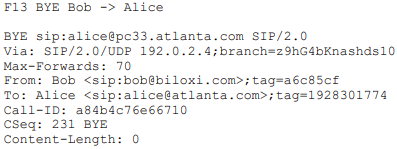 F13 BYE Bob -> Alice

BYE sip:alice@pc33.atlanta.com SIP/2.0
Via: SIP/2.0/UDP 192.0.2.4;branch=z9hG4bKnashds10
Max-Forwards: 70
From: Bob <sip:bob@biloxi.com>;tag=a6c85cf
To: Alice <sip:alice@atlanta.com>;tag=1928301774
Call-ID: a84b4c76e66710
CSeq: 231 BYE
Content-Length: 0